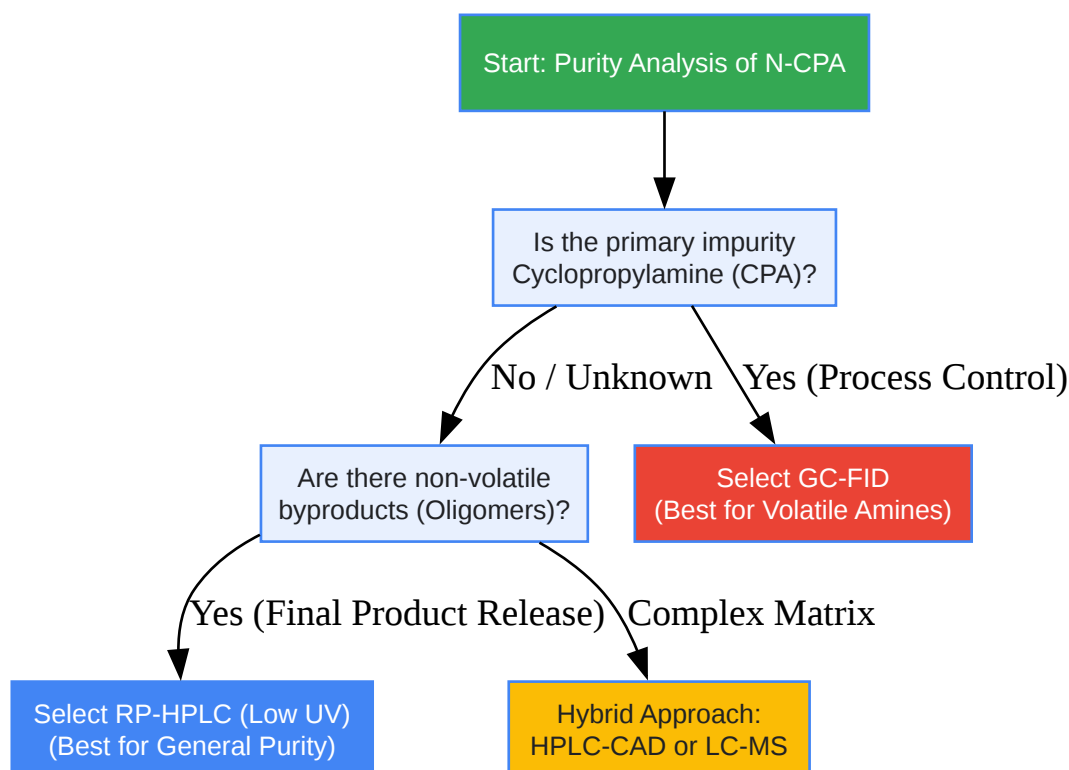 Start: Purity Analysis of N-CPA
Is the primary impurity
Cyclopropylamine (CPA)?
No / Unknown
Yes (Process Control)
Are there non-volatile
byproducts (Oligomers)?
Select GC-FID
(Best for Volatile Amines)
Yes (Final Product Release)
Complex Matrix
Select RP-HPLC (Low UV)
(Best for General Purity)
Hybrid Approach:
HPLC-CAD or LC-MS